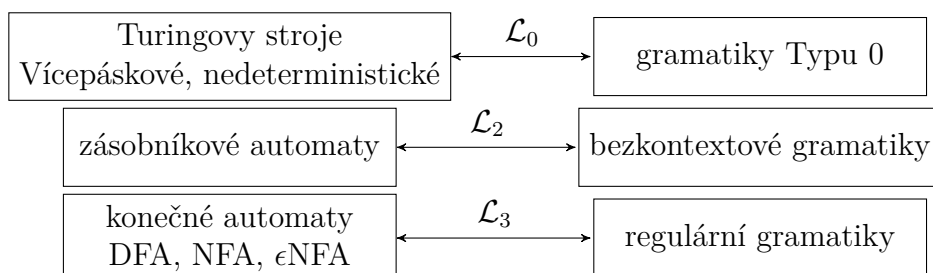 Turingovy stroje
Vícepáskové, nedeterministické
ℒ₀
gramatiky Typu 0
zásobníkové automaty
ℒ₂
bezkontextové gramatiky
konečné automaty
DFA, NFA, ϵNFA
ℒ₃
regulární gramatiky